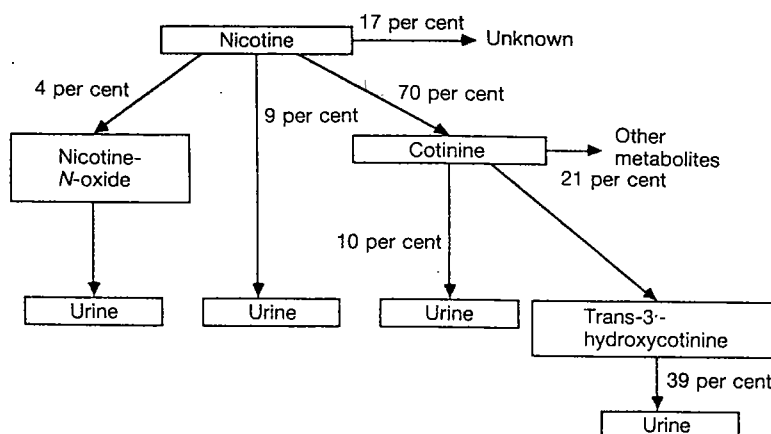 17 per cent
Nicotine
Unknown
4 per cent
70 per cent
9 per cent
Nicotine-
N-oxide
Cotinine
Other
metabolites
21 per cent
10 per cent
Urine
Urine
Urine
Trans-3'-
hydroxycotinine
39 per cent
Urine